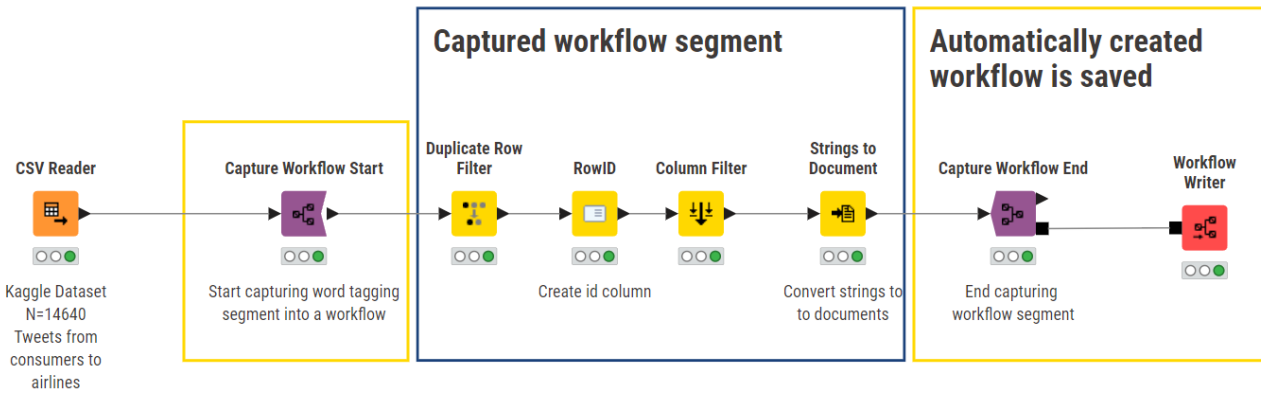 Captured workflow segment
Automatically created
workflow is saved
CSV Reader
Kaggle Dataset
N=14640
Tweets from
consumers to
airlines
Capture Workflow Start
Start capturing word tagging
segment into a workflow
Duplicate Row
Filter
RowID
Create id column
Column Filter
Strings to
Document
Convert strings to
to documents
Capture Workflow End
End capturing
workflow segment
Workflow
Writer